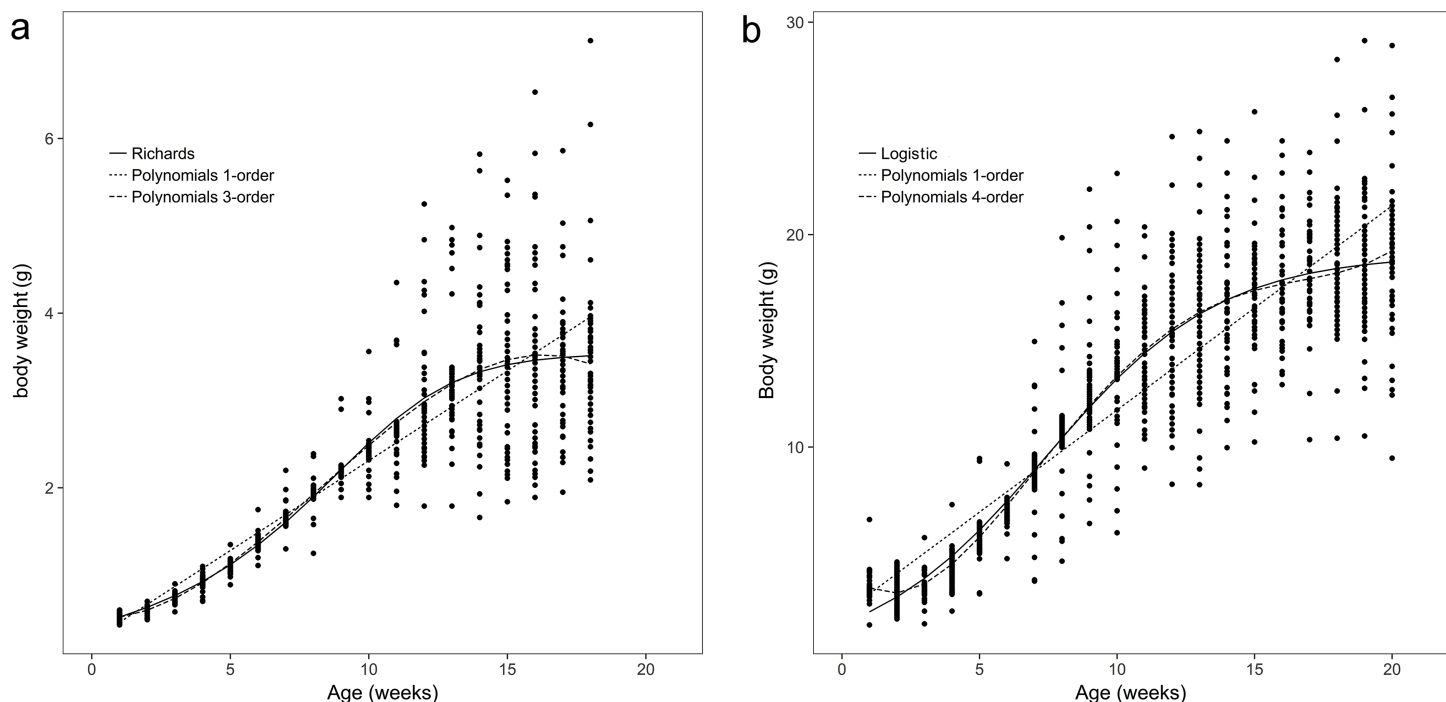 a
body weight (g)
6
4
2
Richards
Polynomials 1-order
Polynomials 3-order
0
5
10
15
20
Age (weeks)
b
Body weight (g)
30
20
10
Logistic
Polynomials 1-order
Polynomials 4-order
0
5
10
15
20
Age (weeks)